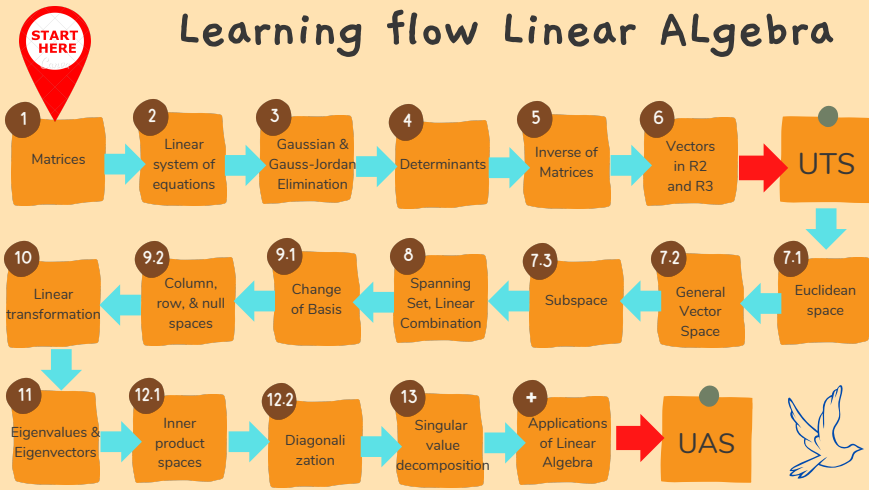 START
HERE
Learning flow Linear ALgebra
1
Matrices
2
Linear
system of
equations
3
Gaussian &
Gauss-Jordan
Elimination
4
Determinants
5
Inverse of
Matrices
6
Vectors
in R2
and R3
UTS
7.1
Euclidean
space
7.2
General
Vector
Space
7.3
Subspace
8
Spanning
Set, Linear
Combination
9.1
Change
of Basis
9.2
Column,
row, & null
spaces
10
Linear
transformation
11
Eigenvalues &
Eigenvectors
12.1
Inner
product
spaces
12.2
Diagonali
zation
13
Singular
value
decomposition
+
Applications
of Linear
Algebra
UAS